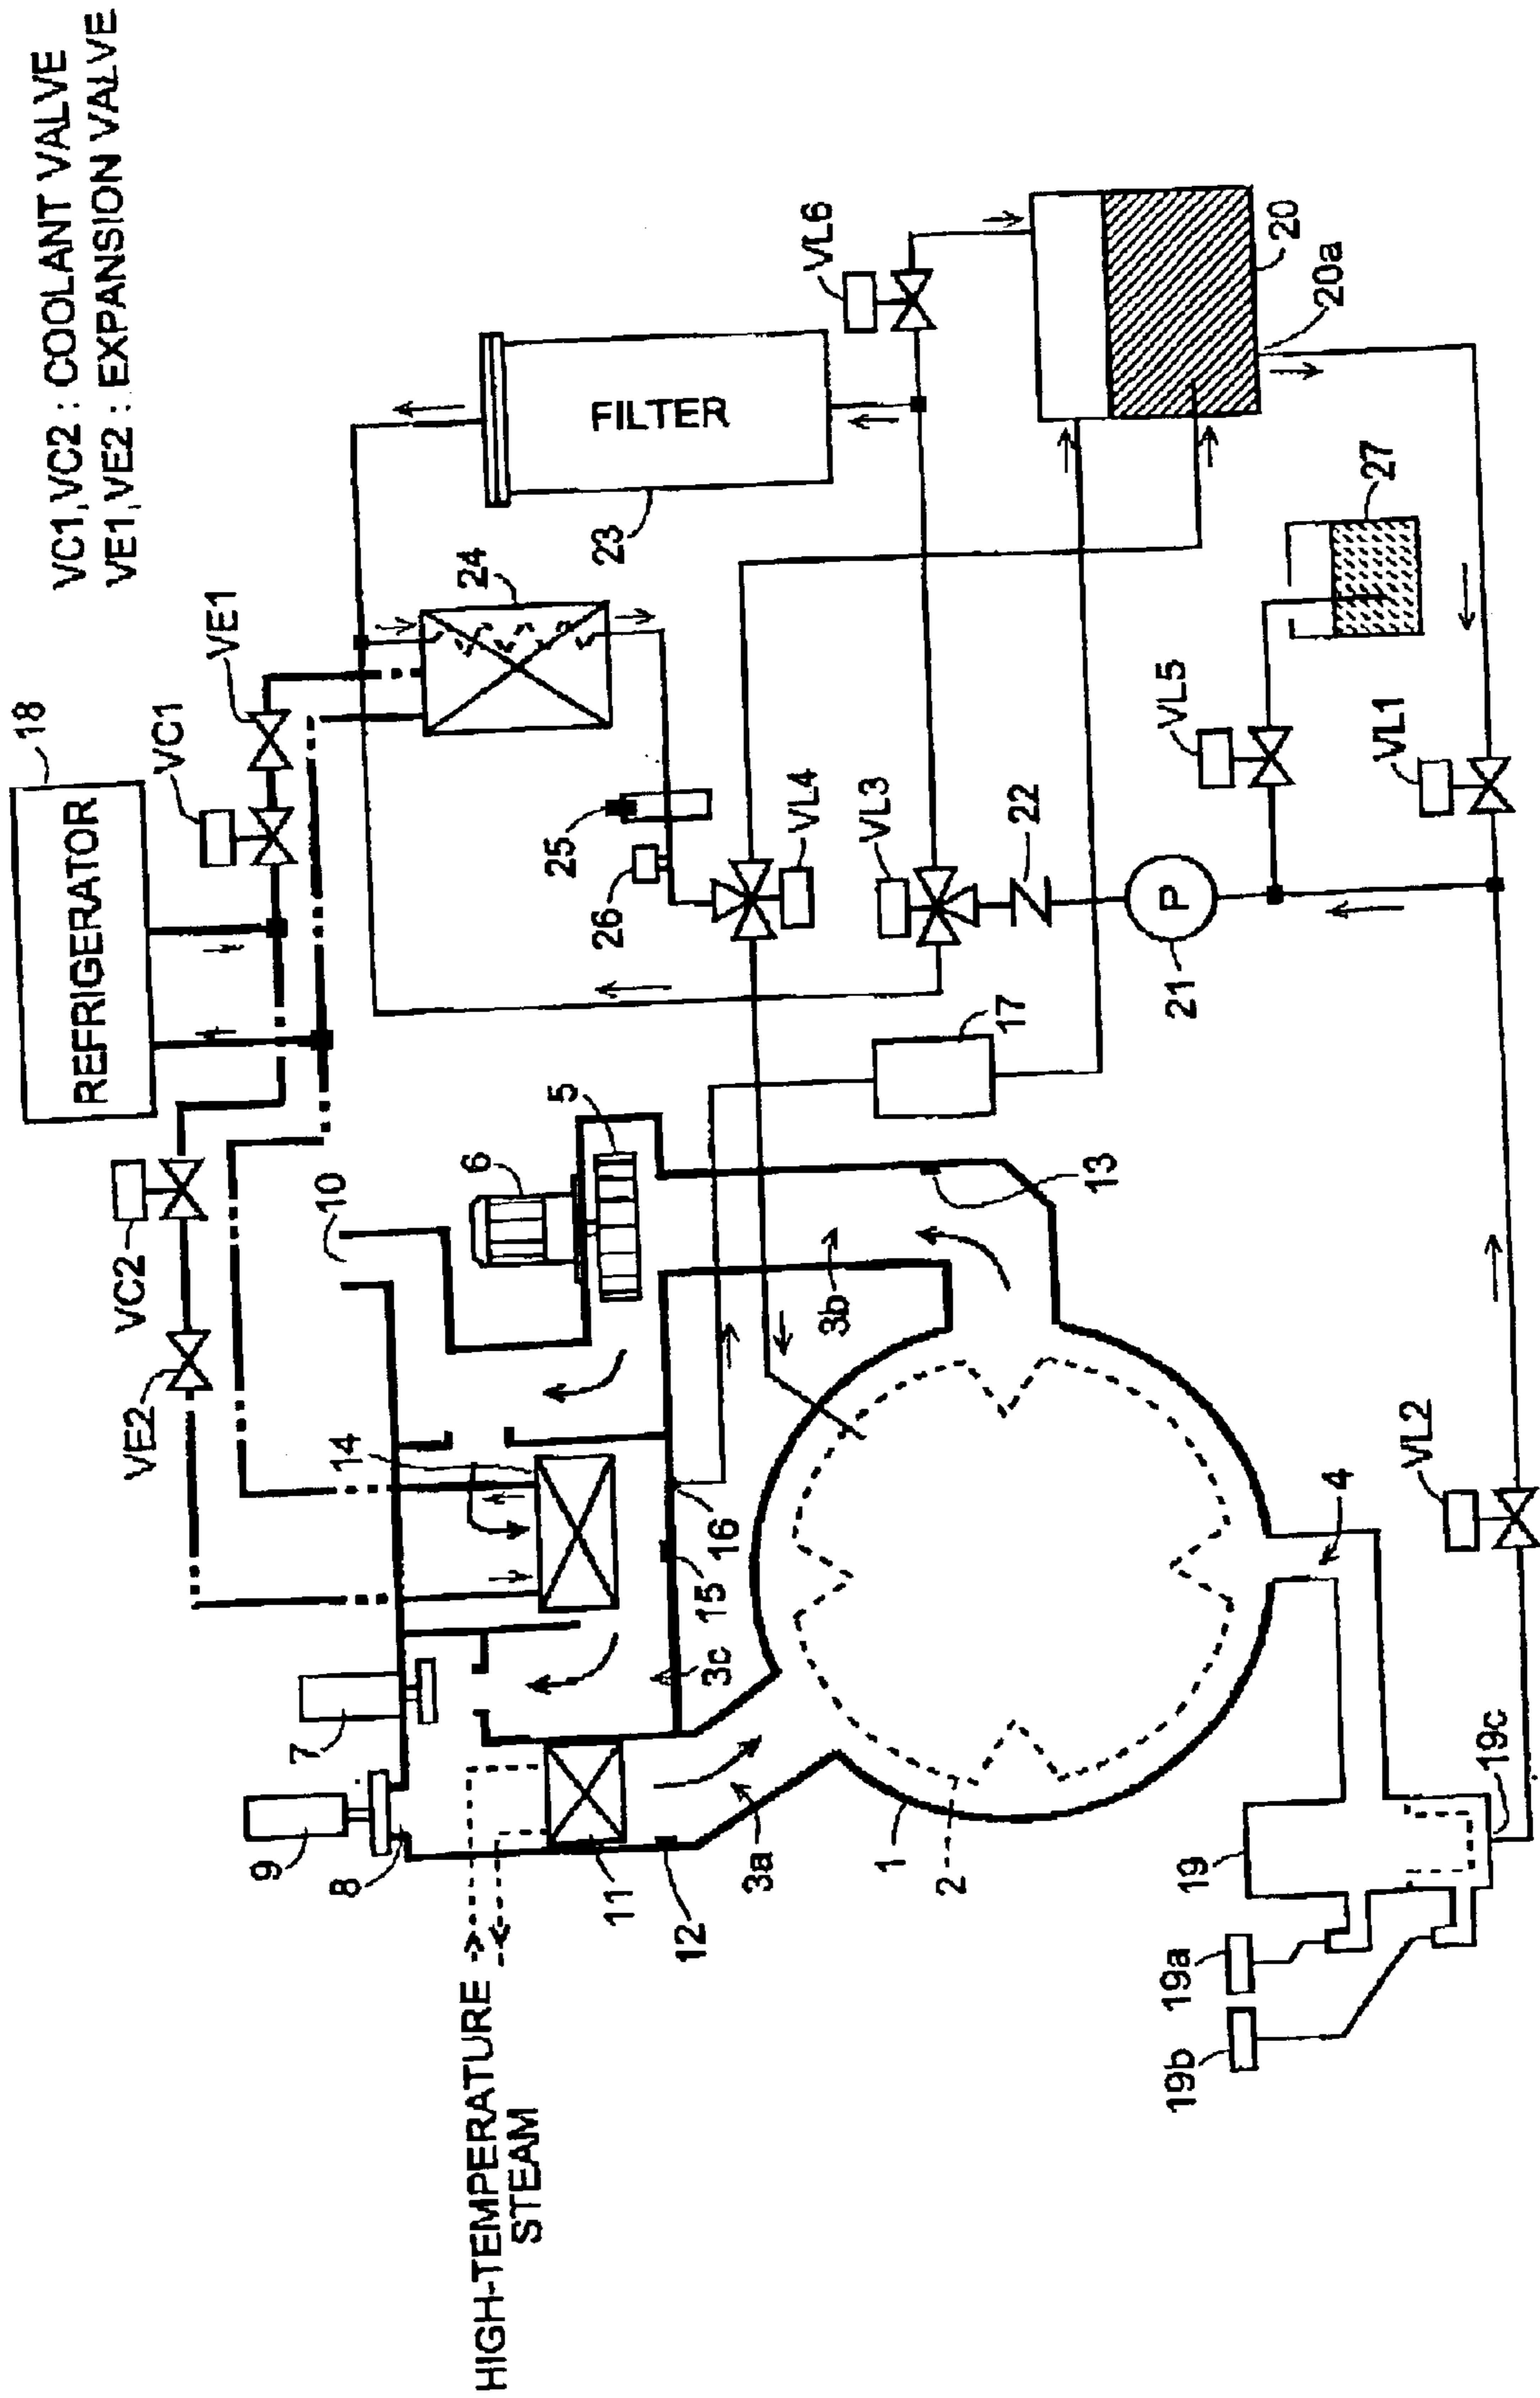 VC1,VC2 : COOLANT VALVE
VE1,VE2 : EXPANSION VALVE
18
REFRIGERATOR
VC2
VC1
VE2
VE1
10
9
7
14
6
5
24
8
FILTER
VL6
HIGH-TEMPERATURE
STEAM
11
12
3a
3c
15
16
3b
13
17
26
25
23
VL4
VL3
22
P
21
VL5
27
20
20a
VL1
1
2
4
VL2
19
19a
19b
19c